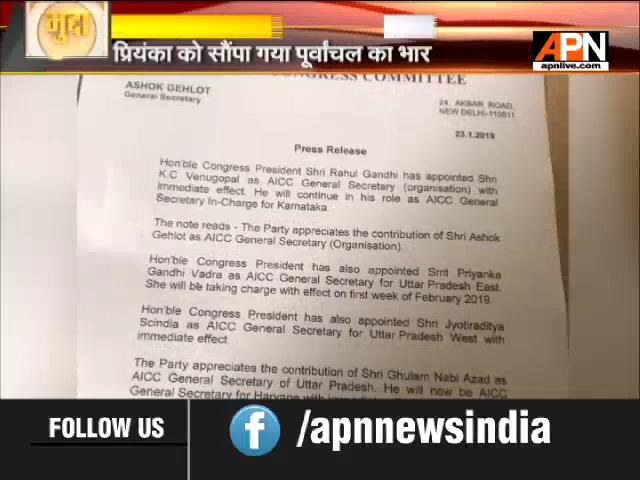 मुद्दा
प्रियंका को सौंपा गया पूर्वांचल का भार
APN
apnlive.com
CONGRESS COMMITTEE
ASHOK GEHLOT
General Secretary
24, AKBAR ROAD,
NEW DELHI-110011
23.1.2019
Press Release
Hon'ble Congress President Shri Rahul Gandhi has appointed Shri
K.C Venugopal as AICC General Secretary (organisation) with
immediate effect. He will continue in his role as AICC General
Secretary In-Charge for Karnataka.
The note reads - The Party appreciates the contribution of Shri Ashok
Gehlot as AICC General Secretary (Organisation).
Hon'ble Congress President has also appointed Smt Priyanka
Gandhi Vadra as AICC General Secretary for Uttar Pradesh East.
She will be taking charge with effect on first week of February 2019.
Hon'ble Congress President has also appointed Shri Jyotiraditya
Scindia as AICC General Secretary for Uttar Pradesh West with
immediate effect.
The Party appreciates the contribution of Shri Ghulam Nabi Azad as
AICC General Secretary of Uttar Pradesh. He will now be AICC
General Secretary for Haryana with
FOLLOW US
f /apnnewsindia